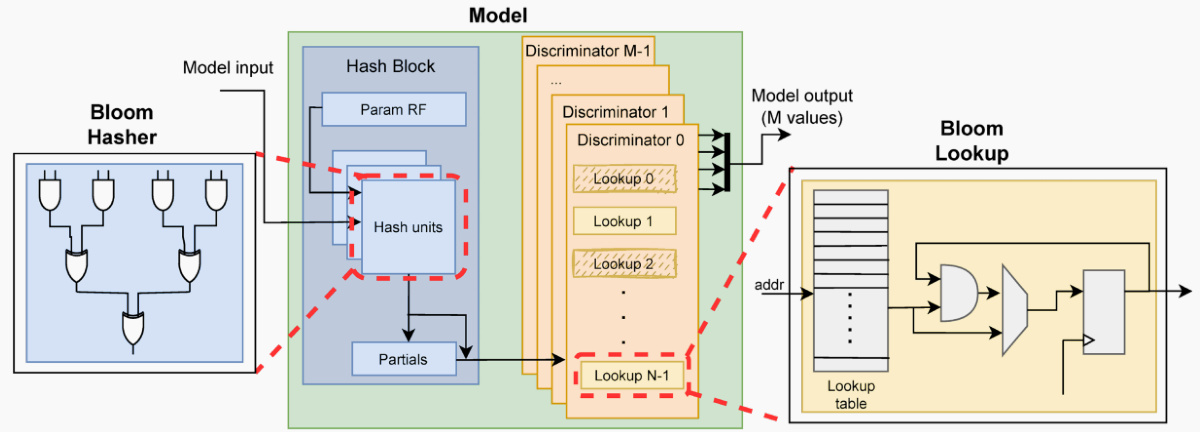 Model
Model input
Bloom
Hasher
Hash Block
Param RF
Hash units
Partials
Discriminator M-1
...
Discriminator 1
Discriminator 0
Lookup 0
Lookup 1
Lookup 2
Lookup N-1
Model output
(M values)
Bloom
Lookup
addr
Lookup
table